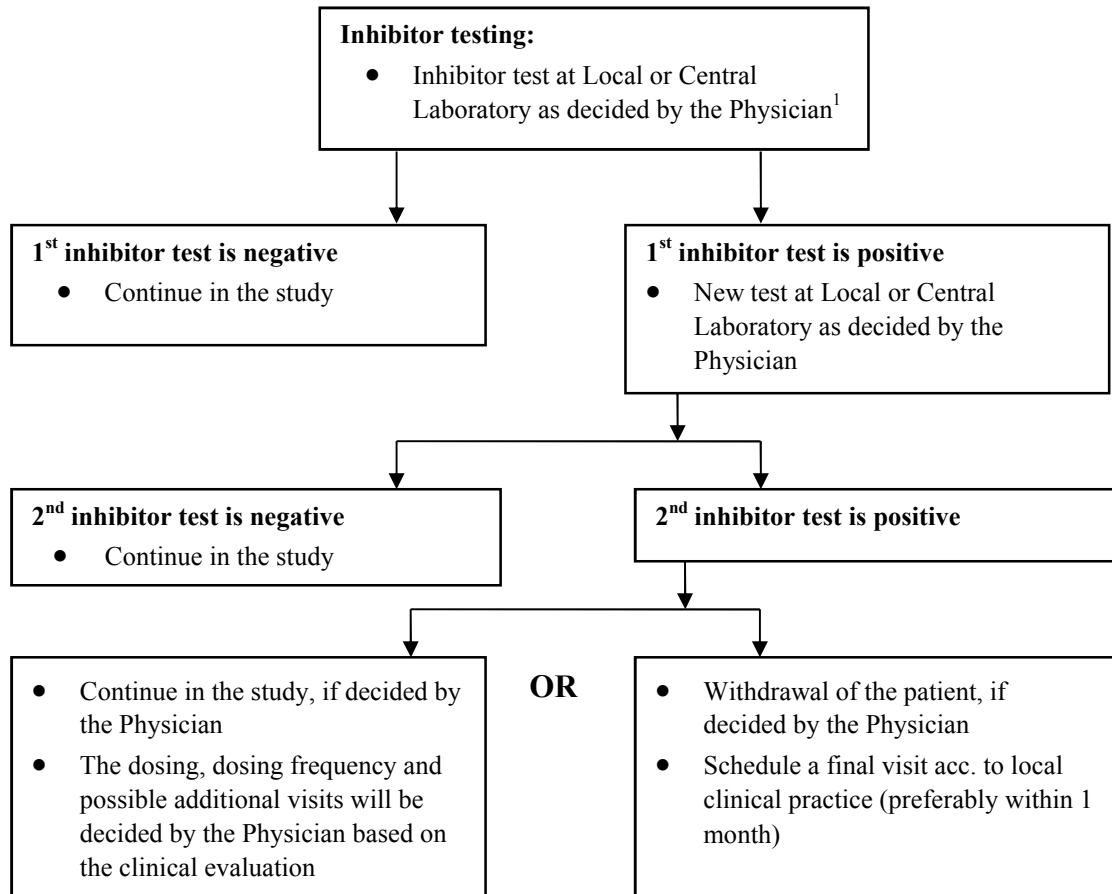 Inhibitor testing:
● Inhibitor test at Local or Central
Laboratory as decided by the Physician¹
1st inhibitor test is negative
● Continue in the study
1st inhibitor test is positive
● New test at Local or Central
Laboratory as decided by the
Physician
2nd inhibitor test is negative
● Continue in the study
2nd inhibitor test is positive
● Continue in the study, if decided by
the Physician
● The dosing, dosing frequency and
possible additional visits will be
decided by the Physician based on
the clinical evaluation
OR
● Withdrawal of the patient, if
decided by the Physician
● Schedule a final visit acc. to local
clinical practice (preferably within 1
month)